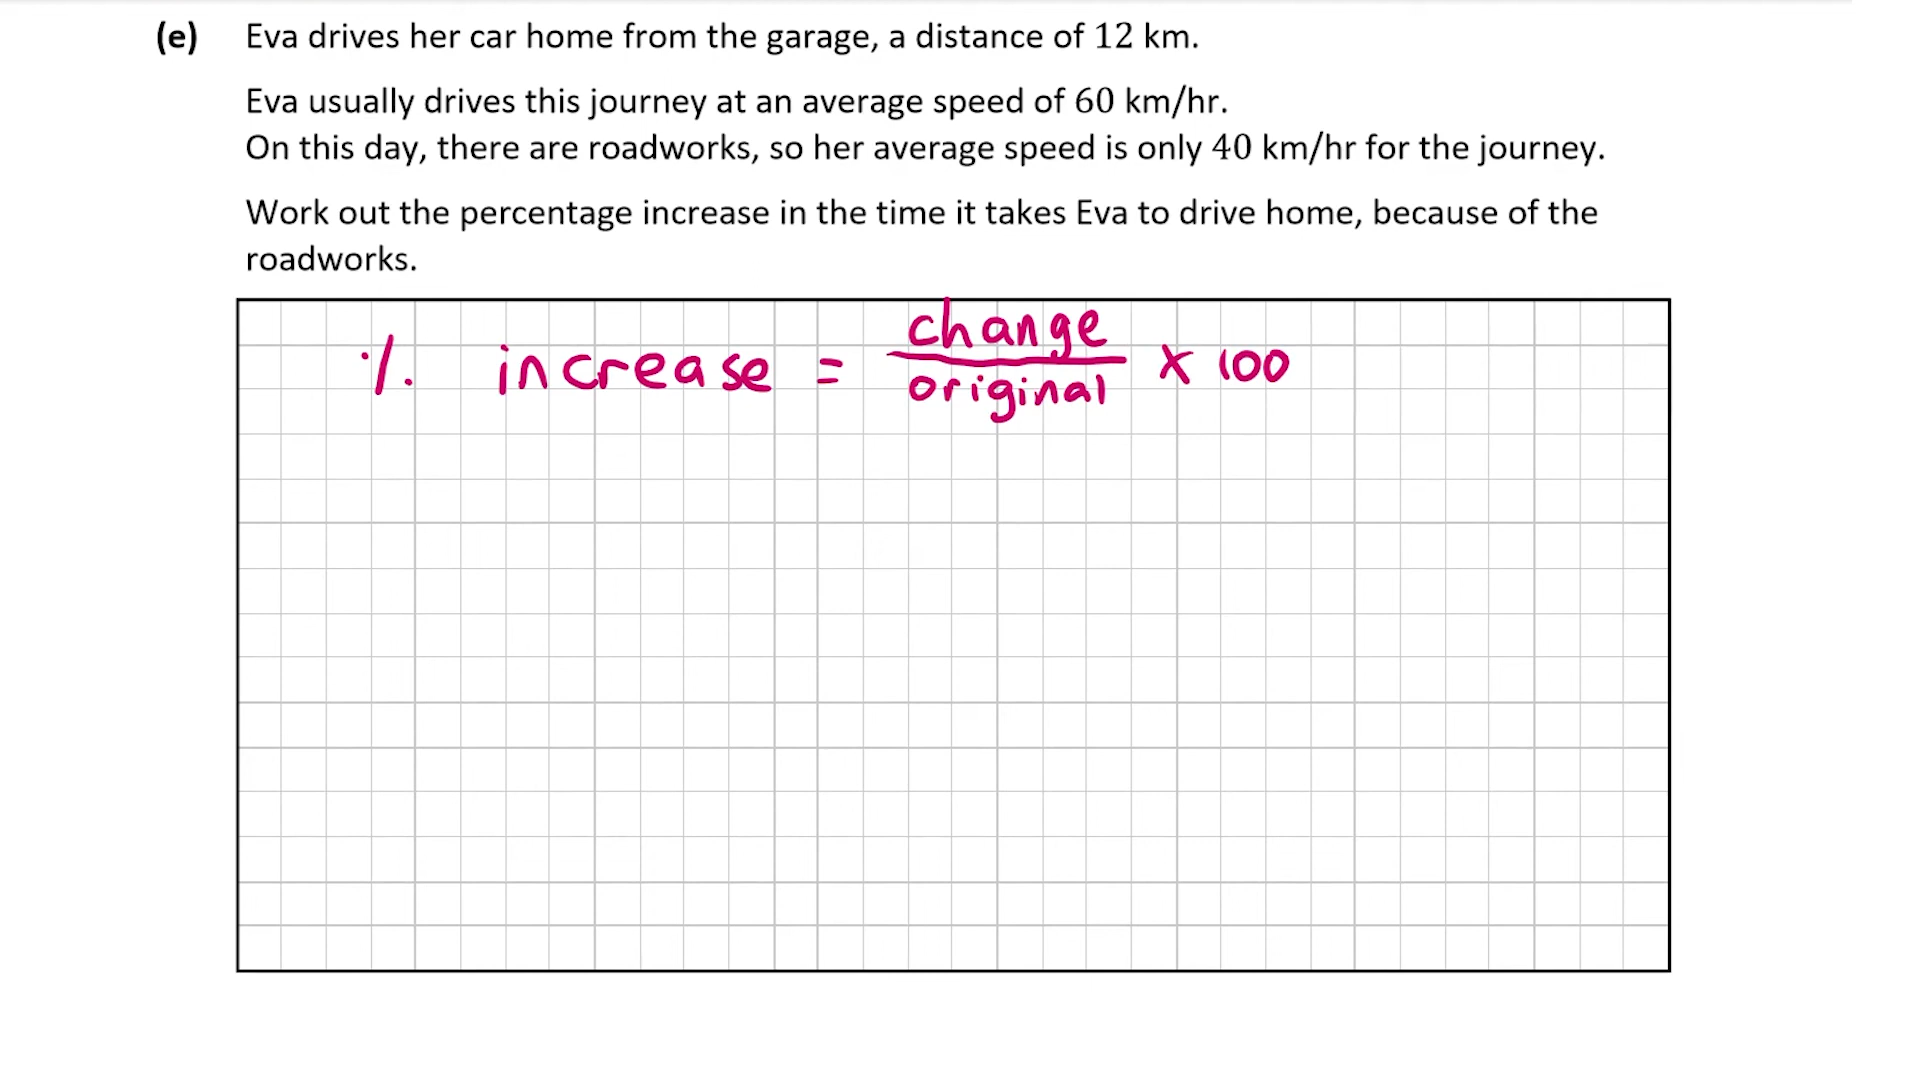 (e) Eva drives her car home from the garage, a distance of 12 km.
Eva usually drives this journey at an average speed of 60 km/hr.
On this day, there are roadworks, so her average speed is only 40 km/hr for the journey.
Work out the percentage increase in the time it takes Eva to drive home, because of the
roadworks.
% increase = change/original × 100